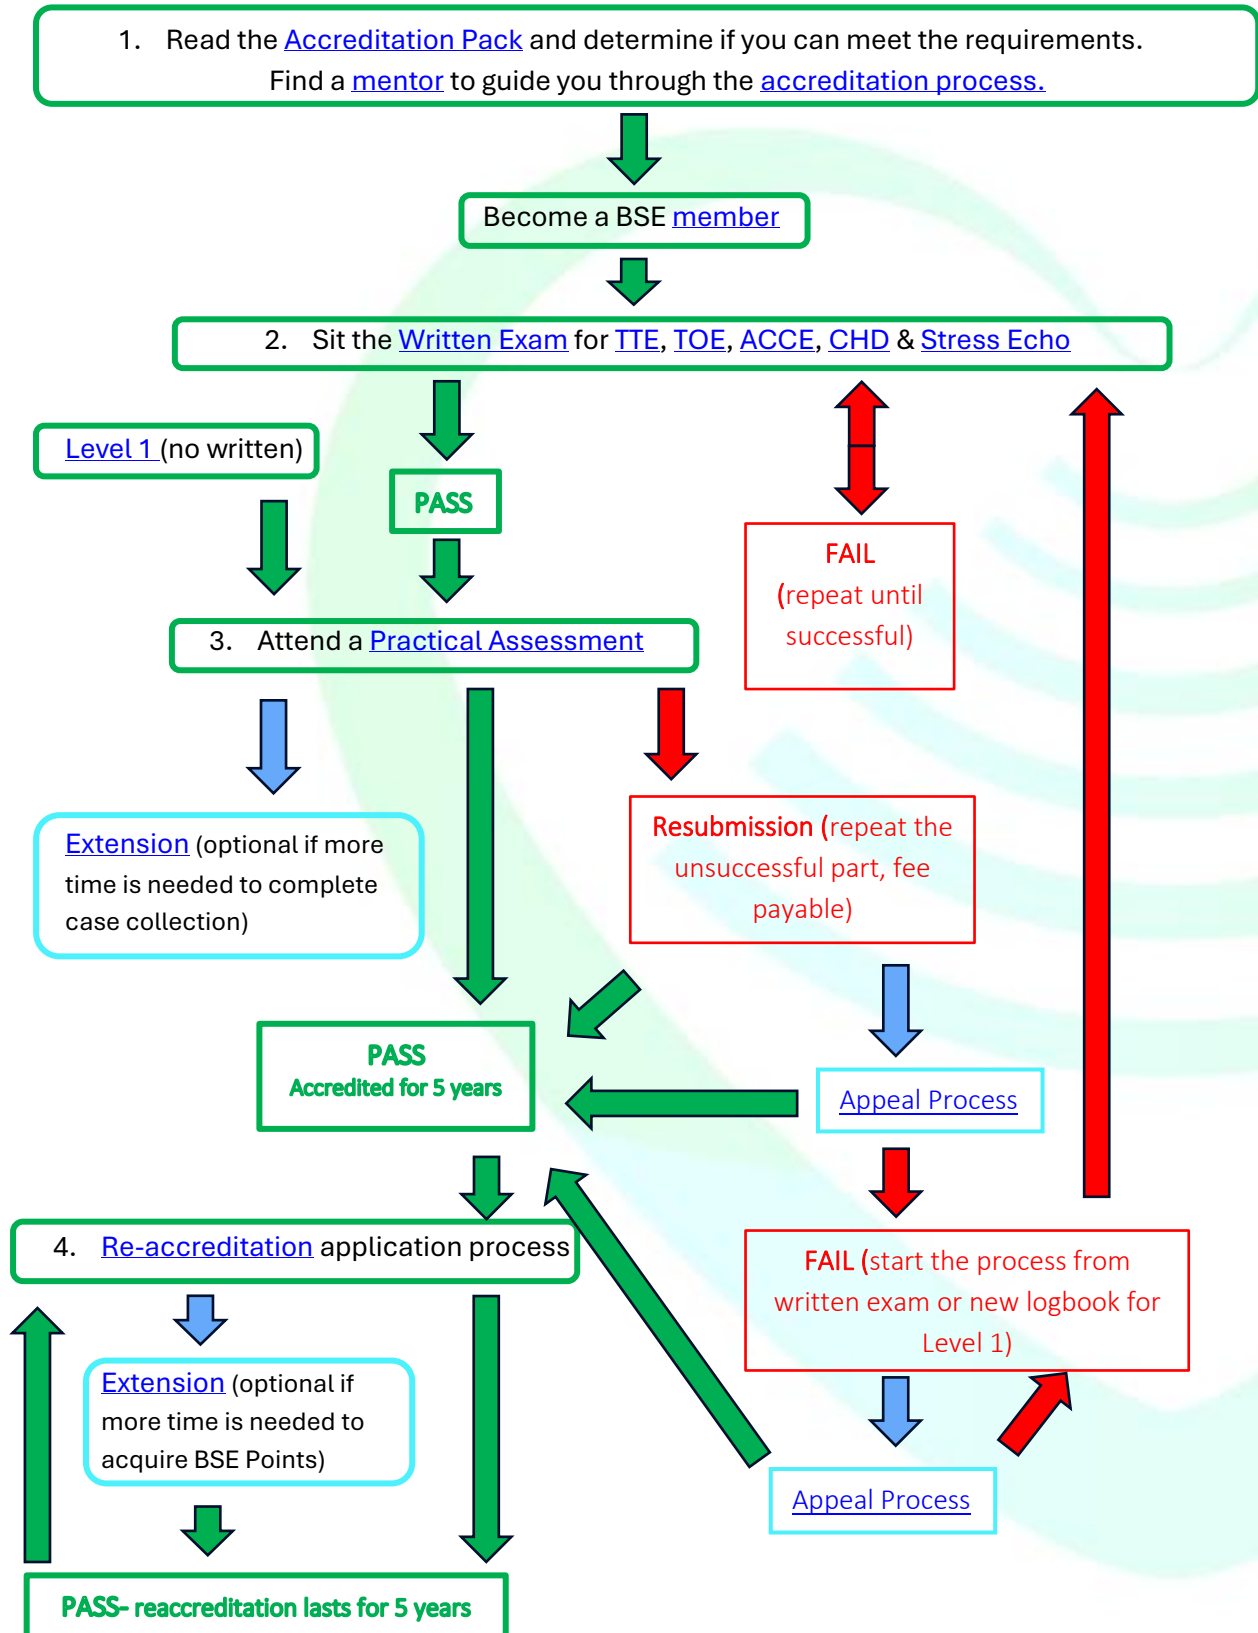 1. Read the Accreditation Pack and determine if you can meet the requirements.
Find a mentor to guide you through the accreditation process.
Become a BSE member
2. Sit the Written Exam for TTE, TOE, ACCE, CHD & Stress Echo
Level 1 (no written)
PASS
FAIL
(repeat until
successful)
3. Attend a Practical Assessment
Extension (optional if more
time is needed to complete
case collection)
Resubmission (repeat the
unsuccessful part, fee
payable)
PASS
Accredited for 5 years
Appeal Process
4. Re-accreditation application process
FAIL (start the process from
written exam or new logbook for
Level 1)
Extension (optional if
more time is needed to
acquire BSE Points)
Appeal Process
PASS- reaccreditation lasts for 5 years